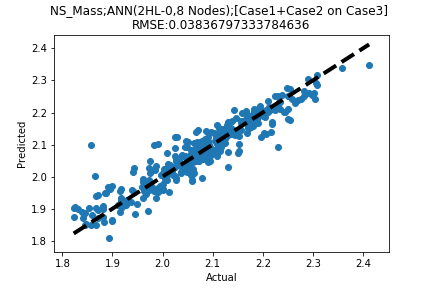 NS_Mass;ANN(2HL-0,8 Nodes);[Case1+Case2 on Case3]
RMSE:0.03836797333784636
2.4
2.3
2.2
2.1
2.0
1.9
1.8
Predicted
1.8 1.9 2.0 2.1 2.2 2.3 2.4
Actual